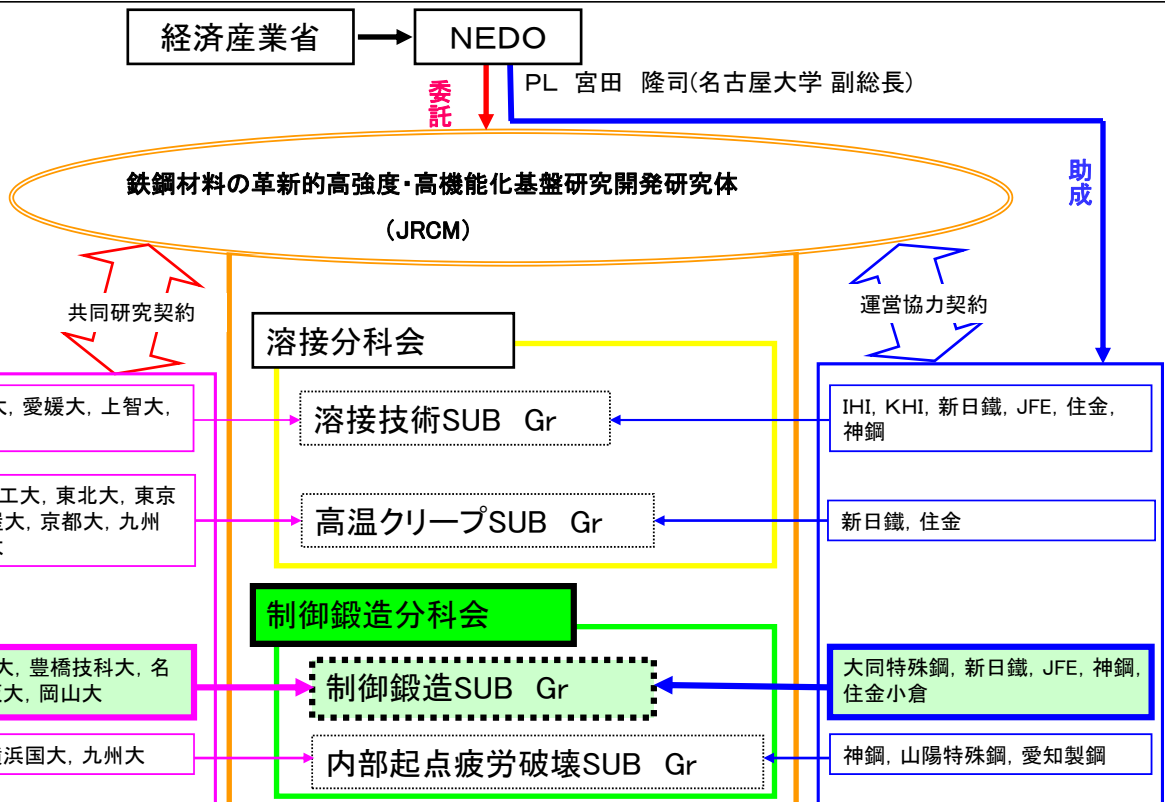 経済産業省
NEDO
PL 宮田 隆司(名古屋大学 副総長)
委託
助成
鉄鋼材料の革新的高強度・高機能化基盤研究開発研究体
(JRCM)
共同研究契約
運営協力契約
溶接分科会
大, 愛媛大, 上智大,
溶接技術SUB Gr
IHI, KHI, 新日鐵, JFE, 住金,
神鋼
工大, 東北大, 東京
大, 京都大, 九州
高温クリープSUB Gr
新日鐵, 住金
制御鍛造分科会
大, 豊橋技科大, 名
大, 岡山大
制御鍛造SUB Gr
大同特殊鋼, 新日鐵, JFE, 神鋼,
住金小倉
浜国大, 九州大
内部起点疲労破壊SUB Gr
神鋼, 山陽特殊鋼, 愛知製鋼